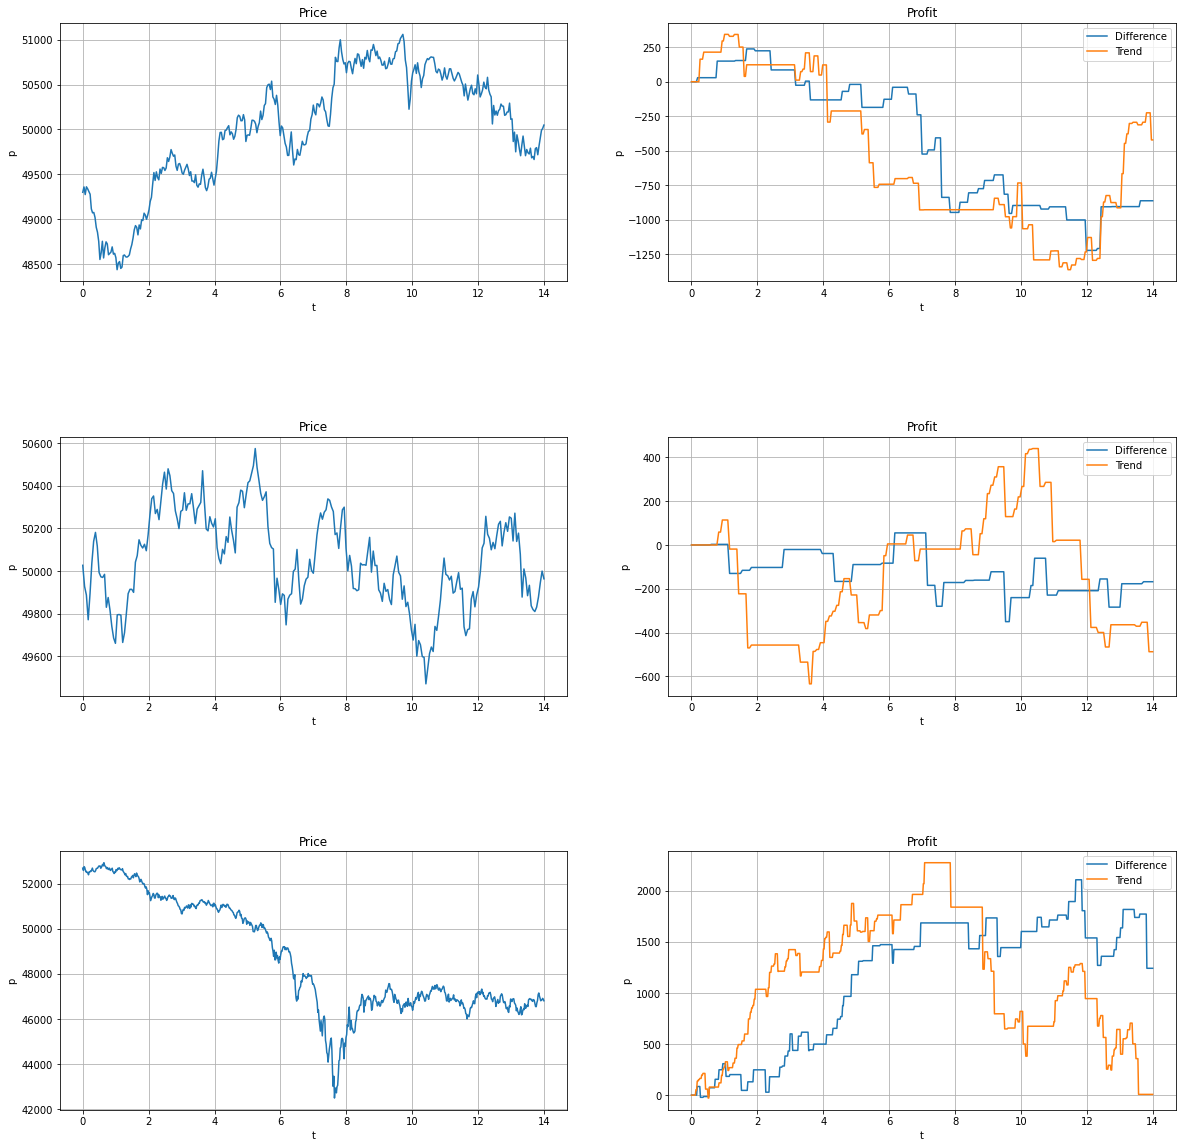 Price
p
51000
50500
50000
49500
49000
48500
0 2 4 6 8 10 12 14
t
Profit
p
250
0
−250
−500
−750
−1000
−1250
0 2 4 6 8 10 12 14
t
Difference
Trend
Price
p
50600
50400
50200
50000
49800
49600
0 2 4 6 8 10 12 14
t
Profit
p
400
200
0
−200
−400
−600
0 2 4 6 8 10 12 14
t
Difference
Trend
Price
p
52000
50000
48000
46000
44000
42000
0 2 4 6 8 10 12 14
t
Profit
p
2000
1500
1000
500
0
0 2 4 6 8 10 12 14
t
Difference
Trend